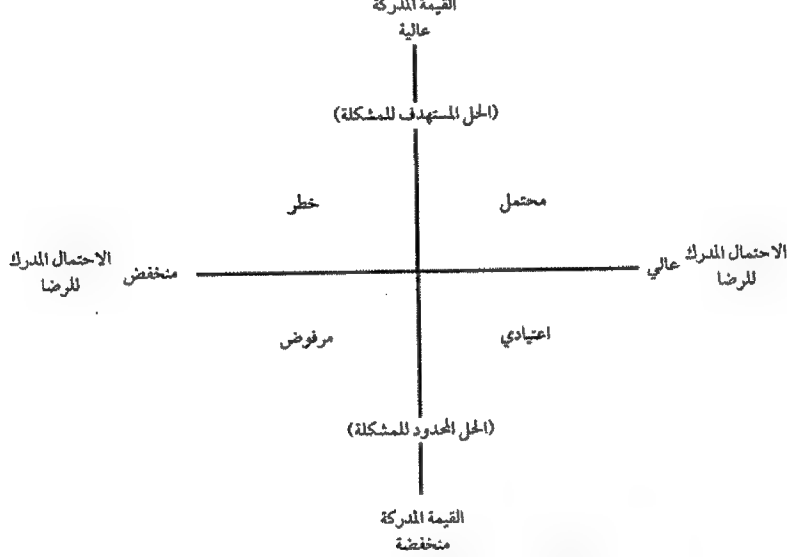 القيمة المدركة
عالية
(الحل المستهدف للمشكلة)
محتمل
خطر
الاحتمال المدرك
للرضا
عالي
منخفض
الاحتمال المدرك
للرضا
اعتيادي
مرفوض
(الحل المحدود للمشكلة)
القيمة المدركة
منخفضة